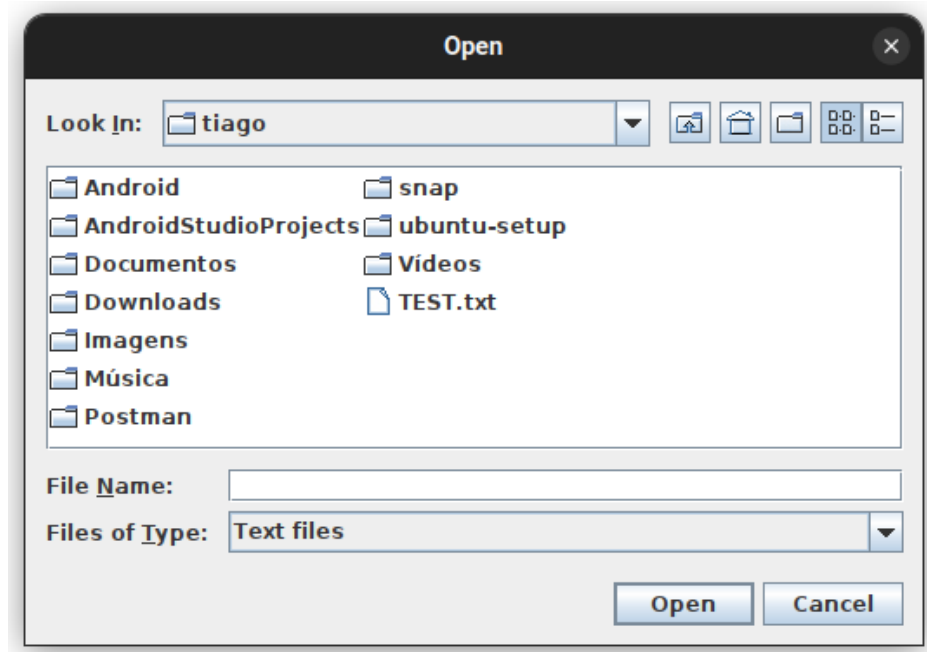 Open
Look In: tiago
Android
AndroidStudioProjects
Documentos
Downloads
Imagens
Música
Postman
snap
ubuntu-setup
Vídeos
TEST.txt
File Name:
Files of Type: Text files
Open Cancel